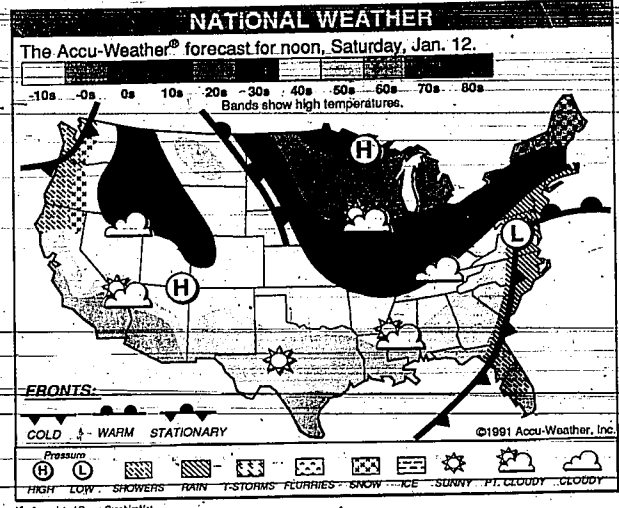 NATIONAL WEATHER
The Accu-Weather® forecast for noon, Saturday, Jan. 12.
-10s -0s 0s 10s 20s 30s 40s 50s 60s 70s 80s
Bands show high temperatures.
H
L
H
FRONTS:
COLD WARM STATIONARY
©1991 Accu-Weather, Inc.
Pressure
H L
HIGH LOW SHOWERS RAIN T-STORMS FLURRIES SNOW ICE SUNNY PT. CLOUDY CLOUDY